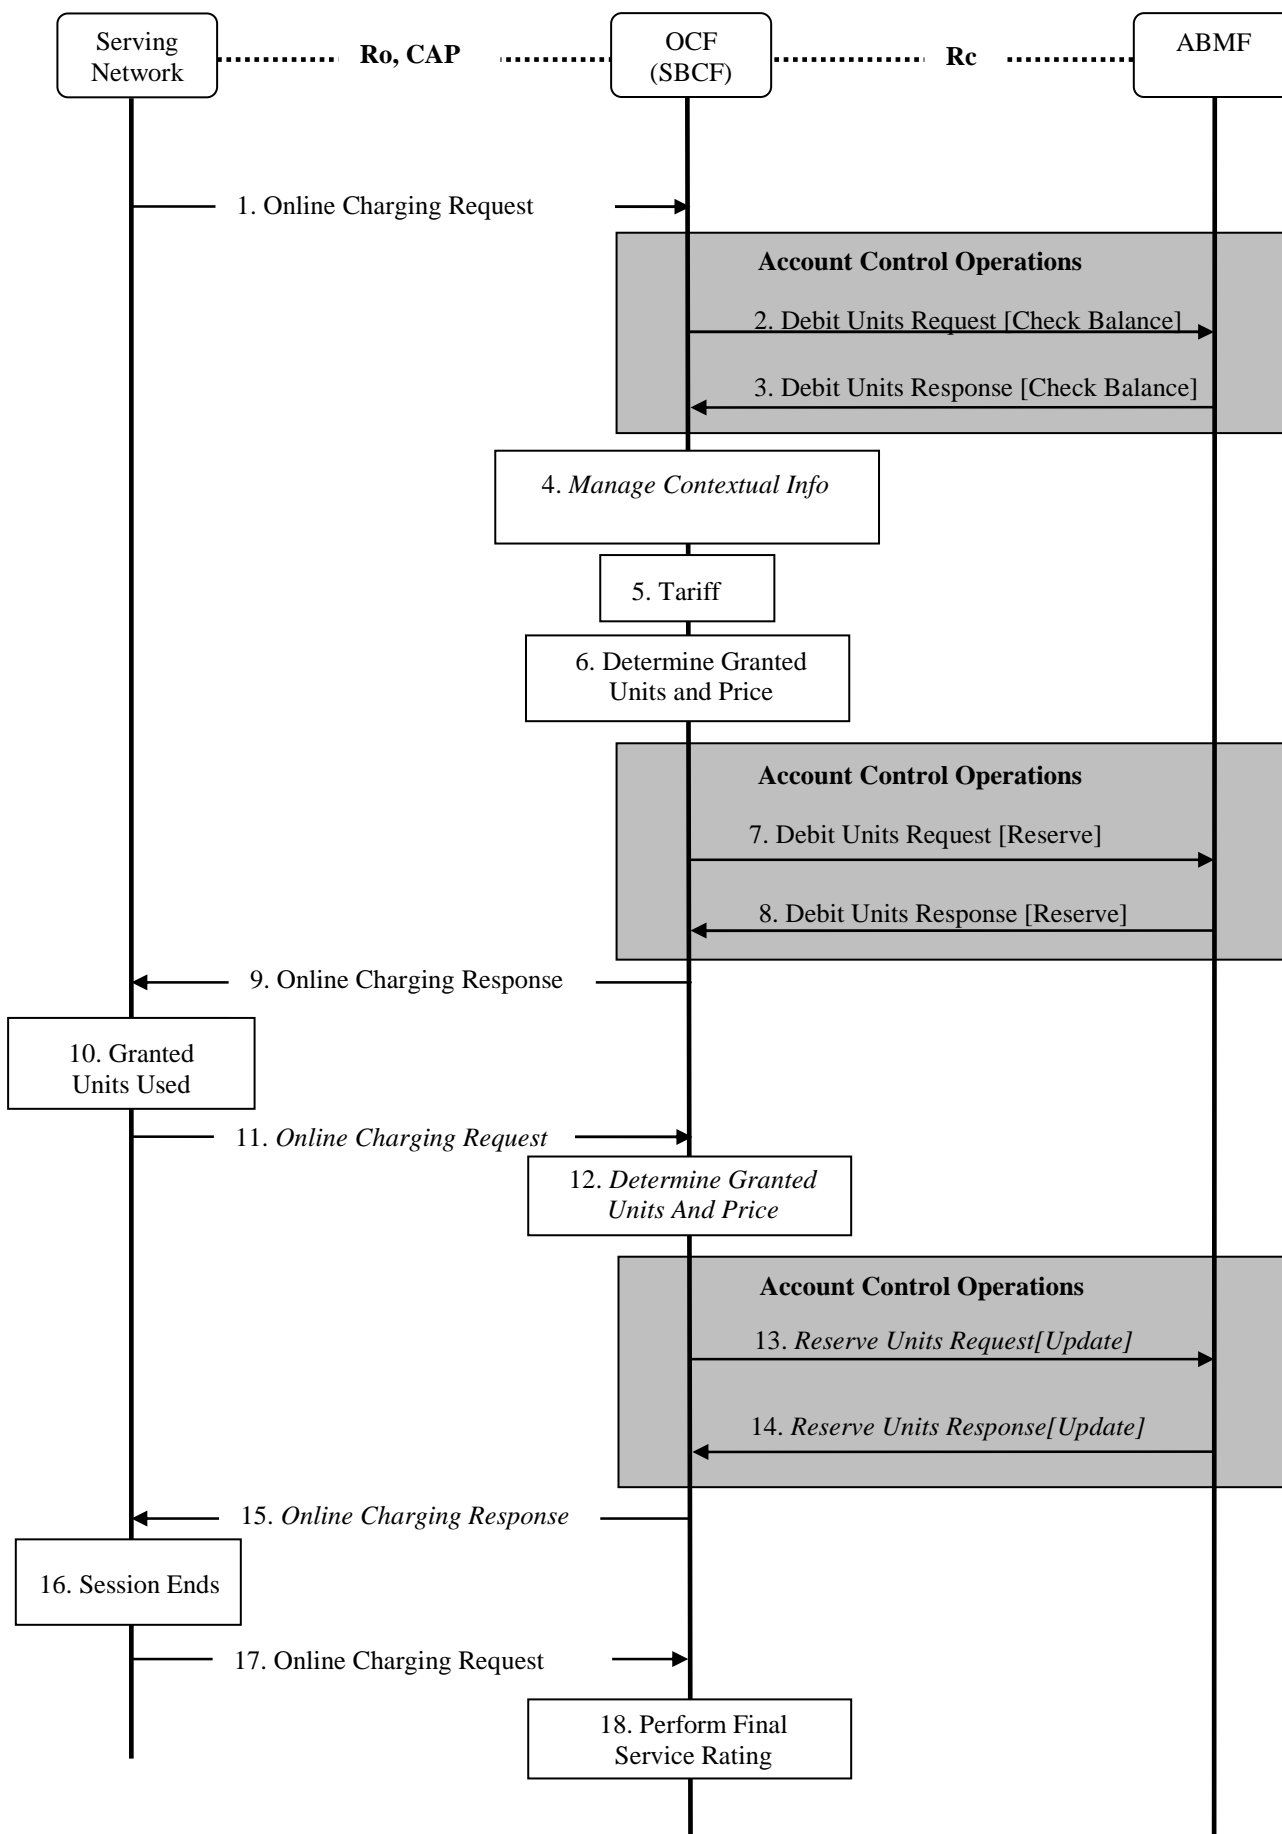 Serving
Network
Ro, CAP
OCF
(SBCF)
Rc
ABMF
1. Online Charging Request
Account Control Operations
2. Debit Units Request [Check Balance]
3. Debit Units Response [Check Balance]
4. Manage Contextual Info
5. Tariff
6. Determine Granted
Units and Price
Account Control Operations
7. Debit Units Request [Reserve]
8. Debit Units Response [Reserve]
9. Online Charging Response
10. Granted
Units Used
11. Online Charging Request
12. Determine Granted
Units And Price
Account Control Operations
13. Reserve Units Request[Update]
14. Reserve Units Response[Update]
15. Online Charging Response
16. Session Ends
17. Online Charging Request
18. Perform Final
Service Rating